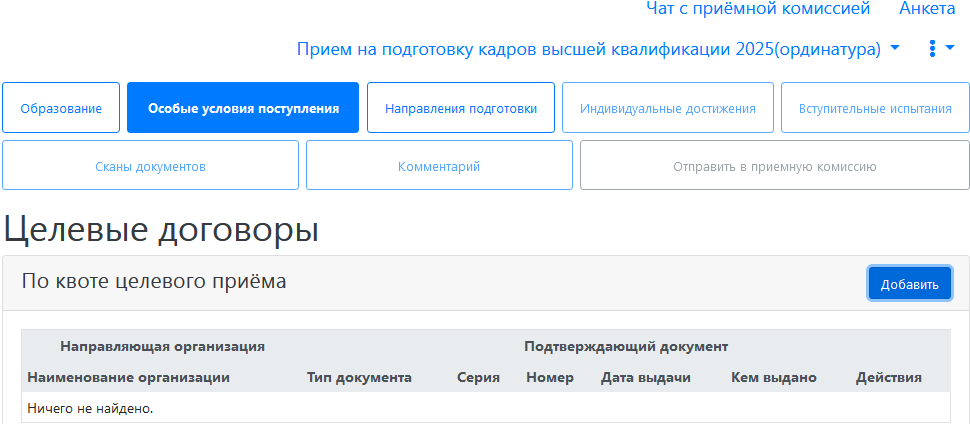 Чат с приёмной комиссией Анкета
Прием на подготовку кадров высшей квалификации 2025(ординатура)
Образование Особые условия поступления Направления подготовки Индивидуальные достижения Вступительные испытания
Сканы документов Комментарий Отправить в приемную комиссию
Целевые договоры
По квоте целевого приёма Добавить
Направляющая организация Подтверждающий документ
Наименование организации Тип документа Серия Номер Дата выдачи Кем выдано Действия
Ничего не найдено.